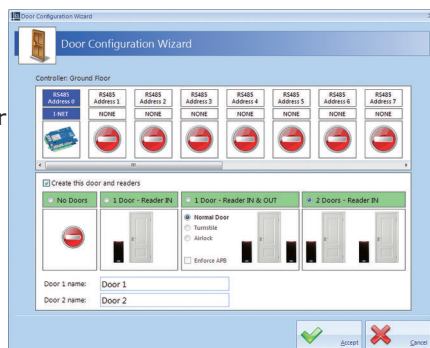 Door Configuration Wizard
Door Configuration Wizard
Controller: Ground Floor
r
RS485 Address 0 RS485 Address 1 RS485 Address 2 RS485 Address 3 RS485 Address 4 RS485 Address 5 RS485 Address 6 RS485 Address 7
I-NET NONE NONE NONE NONE NONE NONE NONE
Create this door and readers
No Doors 1 Door - Reader IN 1 Door - Reader IN & OUT 2 Doors - Reader IN
Normal Door
Turnstile
Airlock
Enforce APB
Door 1 name: Door 1
Door 2 name: Door 2
Accept Cancel